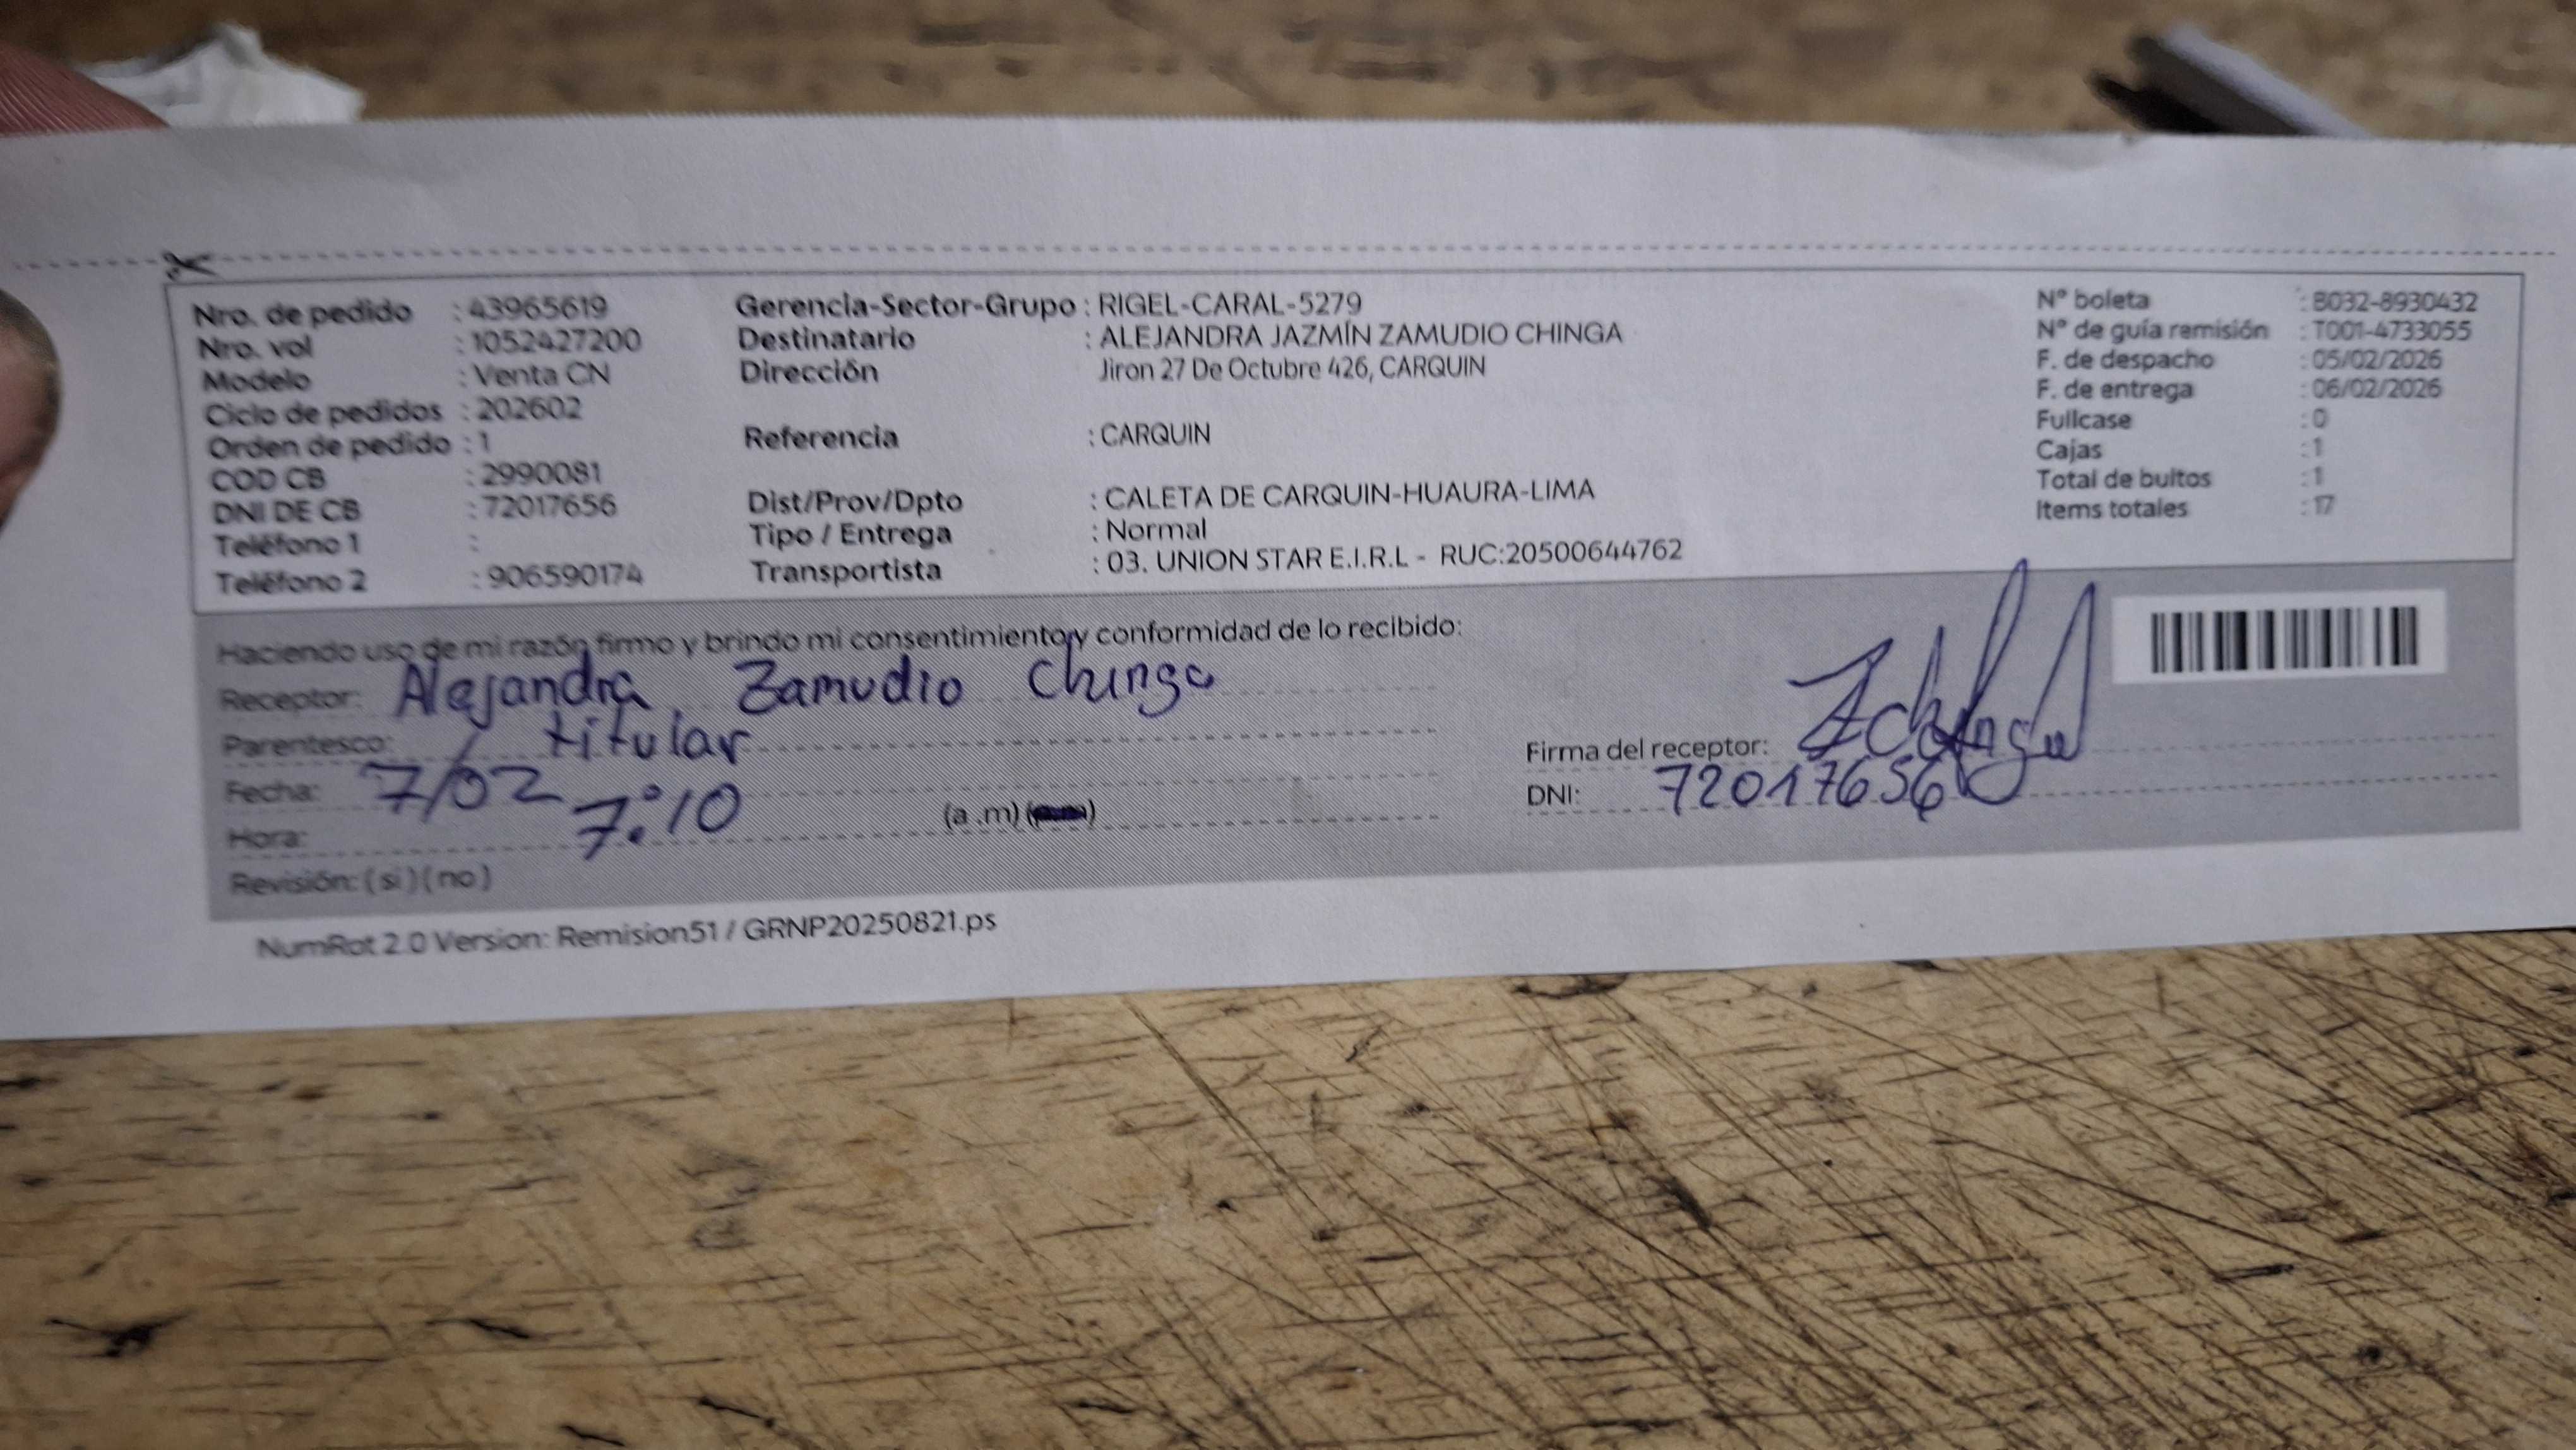 Nro. de pedido : 43965619
Nro. vol : 1052427200
Modelo : Venta CN
Ciclo de pedidos : 202602
Orden de pedido : 1
COD CB : 2990081
DNI DE CB : 72017656
Teléfono 1 :
Teléfono 2 : 906590174
Gerencia-Sector-Grupo : RIGEL-CARAL-5279
Destinatario : ALEJANDRA JAZMÍN ZAMUDIO CHINGA
Dirección Jiron 27 De Octubre 426, CARQUIN
Referencia : CARQUIN
Dist/Prov/Dpto : CALETA DE CARQUIN-HUAURA-LIMA
Tipo / Entrega : Normal
Transportista : 03. UNION STAR E.I.R.L - RUC:20500644762
N° boleta : B032-8930432
N° de guía remisión : T001-4733055
F. de despacho : 05/02/2026
F. de entrega : 06/02/2026
Fullcase : 0
Cajas : 1
Total de bultos : 1
Items totales : 17
Haciendo uso de mi razón firmo y brindo mi consentimiento y conformidad de lo recibido:
Receptor: Alejandra Zamudio Chinga
Parentesco: titular
Fecha: 7/02
Hora: 7:10 (a .m)
Revisión: (si) (no)
Firma del receptor:
DNI: 72017656
NumRot 2.0 Version: Remision51 / GRNP20250821.ps